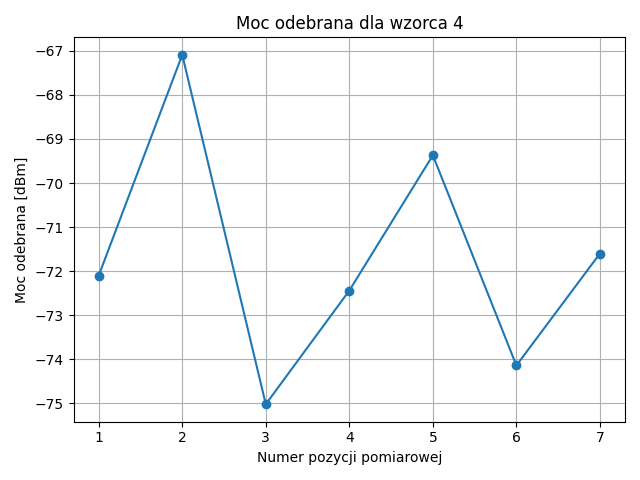 Moc odebrana dla wzorca 4
−67
−68
−69
−70
−71
−72
−73
−74
−75
Moc odebrana [dBm]
1 2 3 4 5 6 7
Numer pozycji pomiarowej